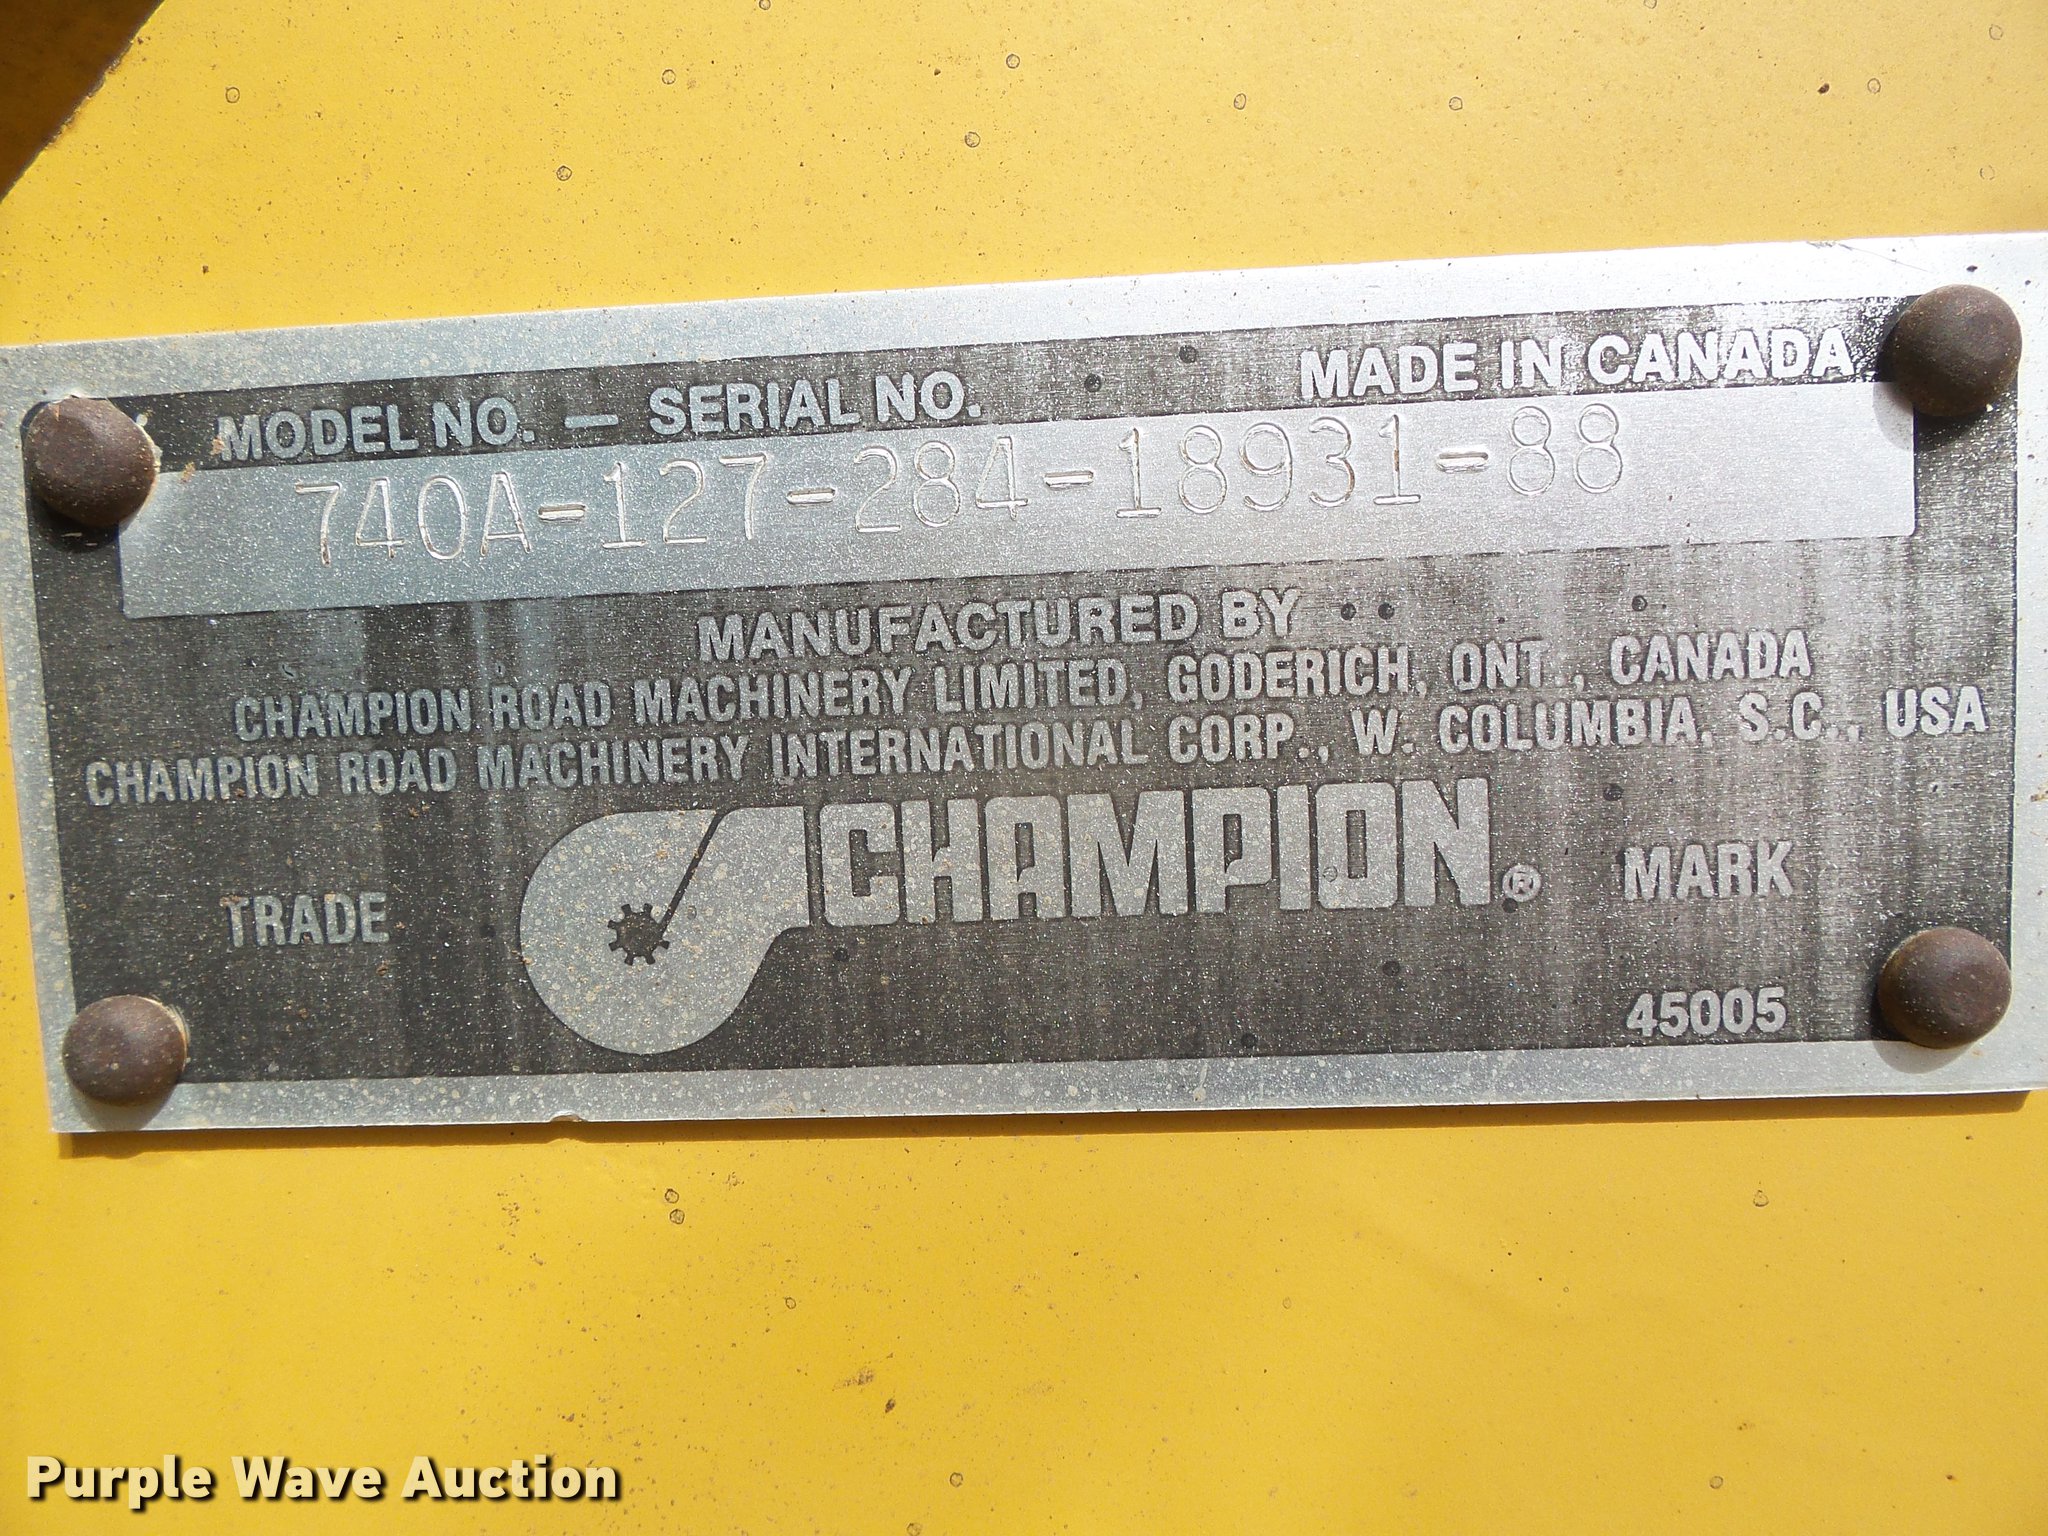 MODEL NO. – SERIAL NO. MADE IN CANADA
740A-127-284-18931-88
MANUFACTURED BY
CHAMPION ROAD MACHINERY LIMITED, GODERICH, ONT., CANADA
CHAMPION ROAD MACHINERY INTERNATIONAL CORP., W. COLUMBIA, S.C., USA
TRADE CHAMPION® MARK
45005
Purple Wave Auction